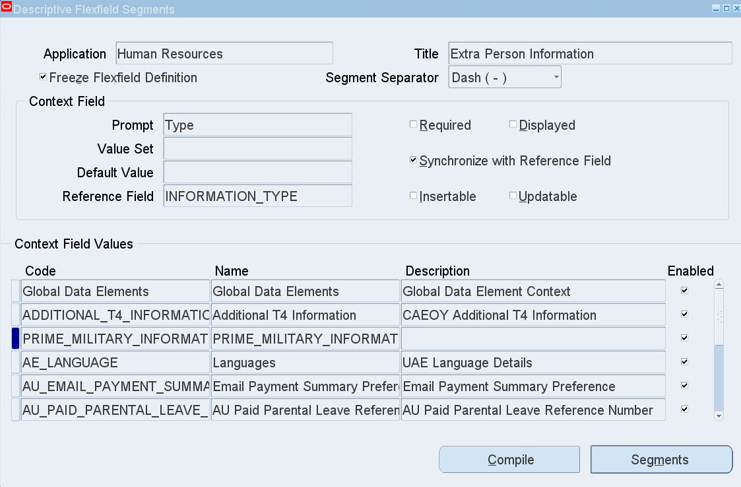 Descriptive Flexfield Segments
Application Human Resources Title Extra Person Information
Freeze Flexfield Definition Segment Separator Dash ( - )
Context Field
Prompt Type Required Displayed
Value Set
Synchronize with Reference Field
Default Value
Reference Field INFORMATION_TYPE Insertable Updatable
Context Field Values
Code Name Description Enabled
Global Data Elements Global Data Elements Global Data Element Context
ADDITIONAL_T4_INFORMATIC Additional T4 Information CAEOY Additional T4 Information
PRIME_MILITARY_INFORMAT PRIME_MILITARY_INFORMAT
AE_LANGUAGE Languages UAE Language Details
AU_EMAIL_PAYMENT_SUMMA Email Payment Summary Prefer Email Payment Summary Preference
AU_PAID_PARENTAL_LEAVE_ AU Paid Parental Leave Referen AU Paid Parental Leave Reference Number
Compile Segments